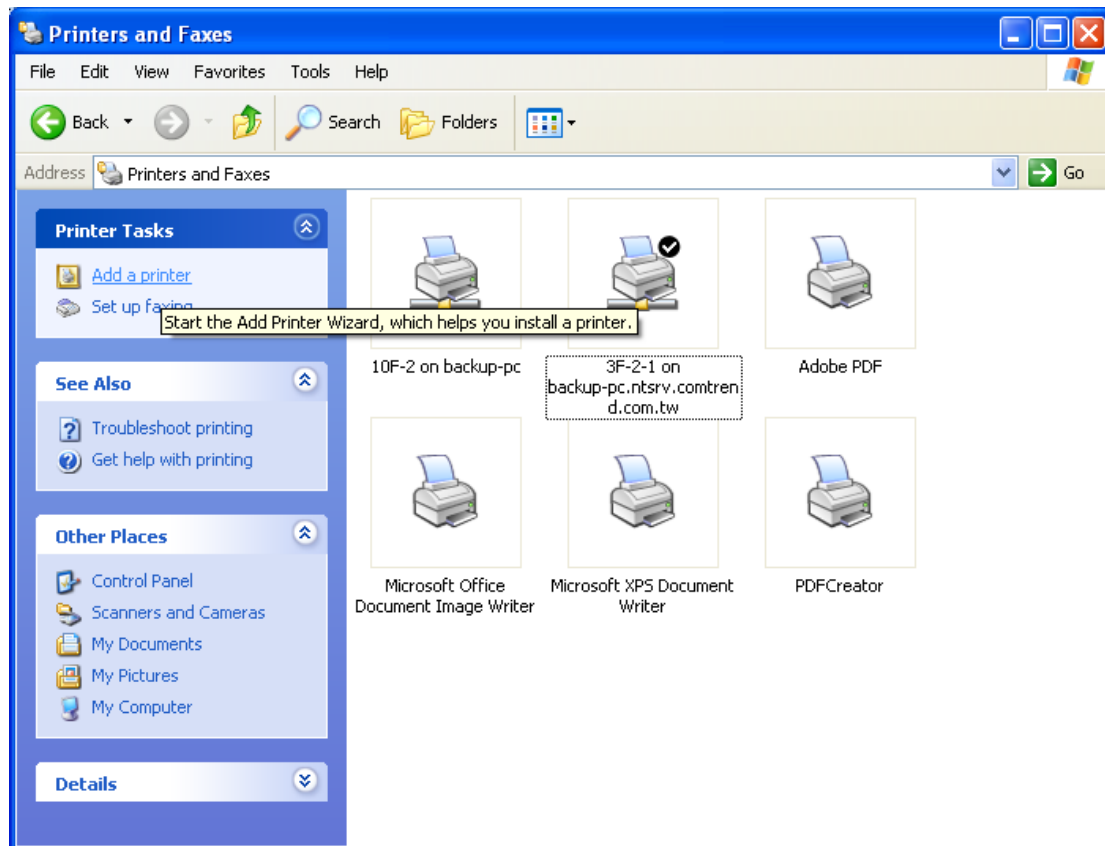 Printers and Faxes
File Edit View Favorites Tools Help
Back Search Folders
Address Printers and Faxes Go
Printer Tasks
Add a printer
Set up faxing
Start the Add Printer Wizard, which helps you install a printer.
See Also
Troubleshoot printing
Get help with printing
Other Places
Control Panel
Scanners and Cameras
My Documents
My Pictures
My Computer
Details
10F-2 on backup-pc
3F-2-1 on
backup-pc.ntsrv.comtren
d.com.tw
Adobe PDF
Microsoft Office
Document Image Writer
Microsoft XPS Document
Writer
PDFCreator